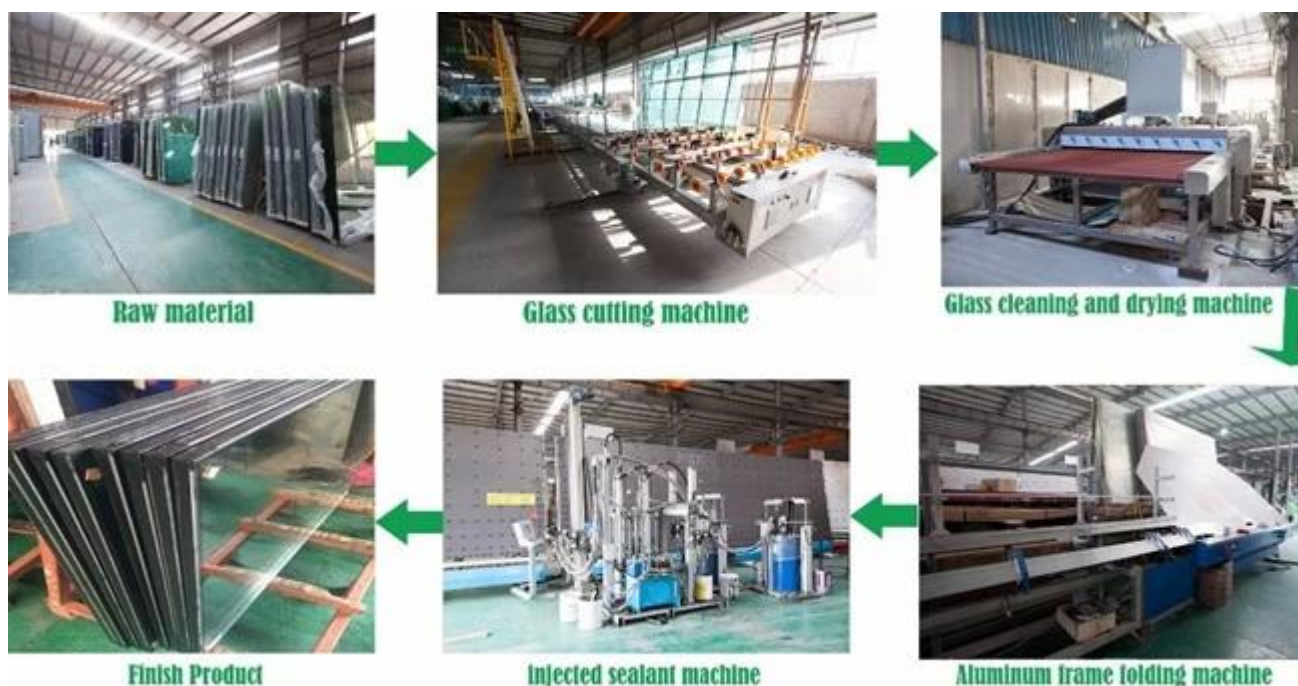 Raw material
Glass cutting machine
Glass cleaning and drying machine
Finish Product
injected sealant machine
Aluminum frame folding machine